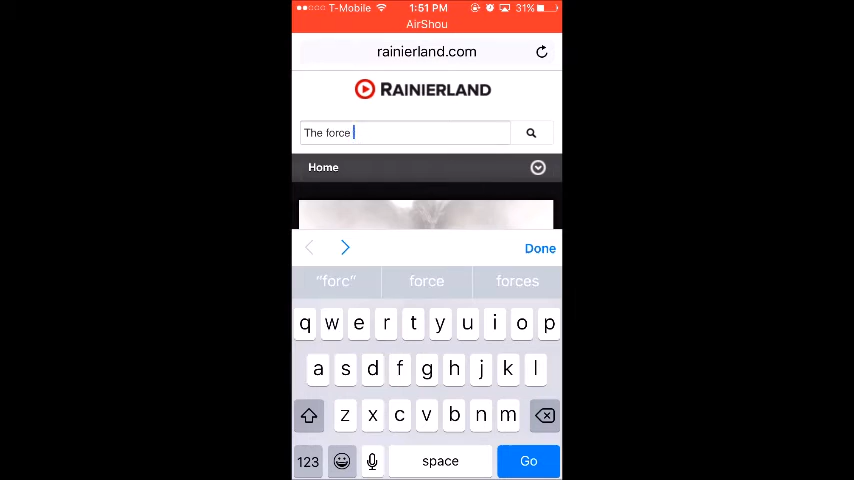 T-Mobile 1:51 PM 31%
AirShou
rainierland.com
RAINIERLAND
The force
Home
Done
"forc" force forces
q w e r t y u i o p
a s d f g h j k l
z x c v b n m
123 space Go